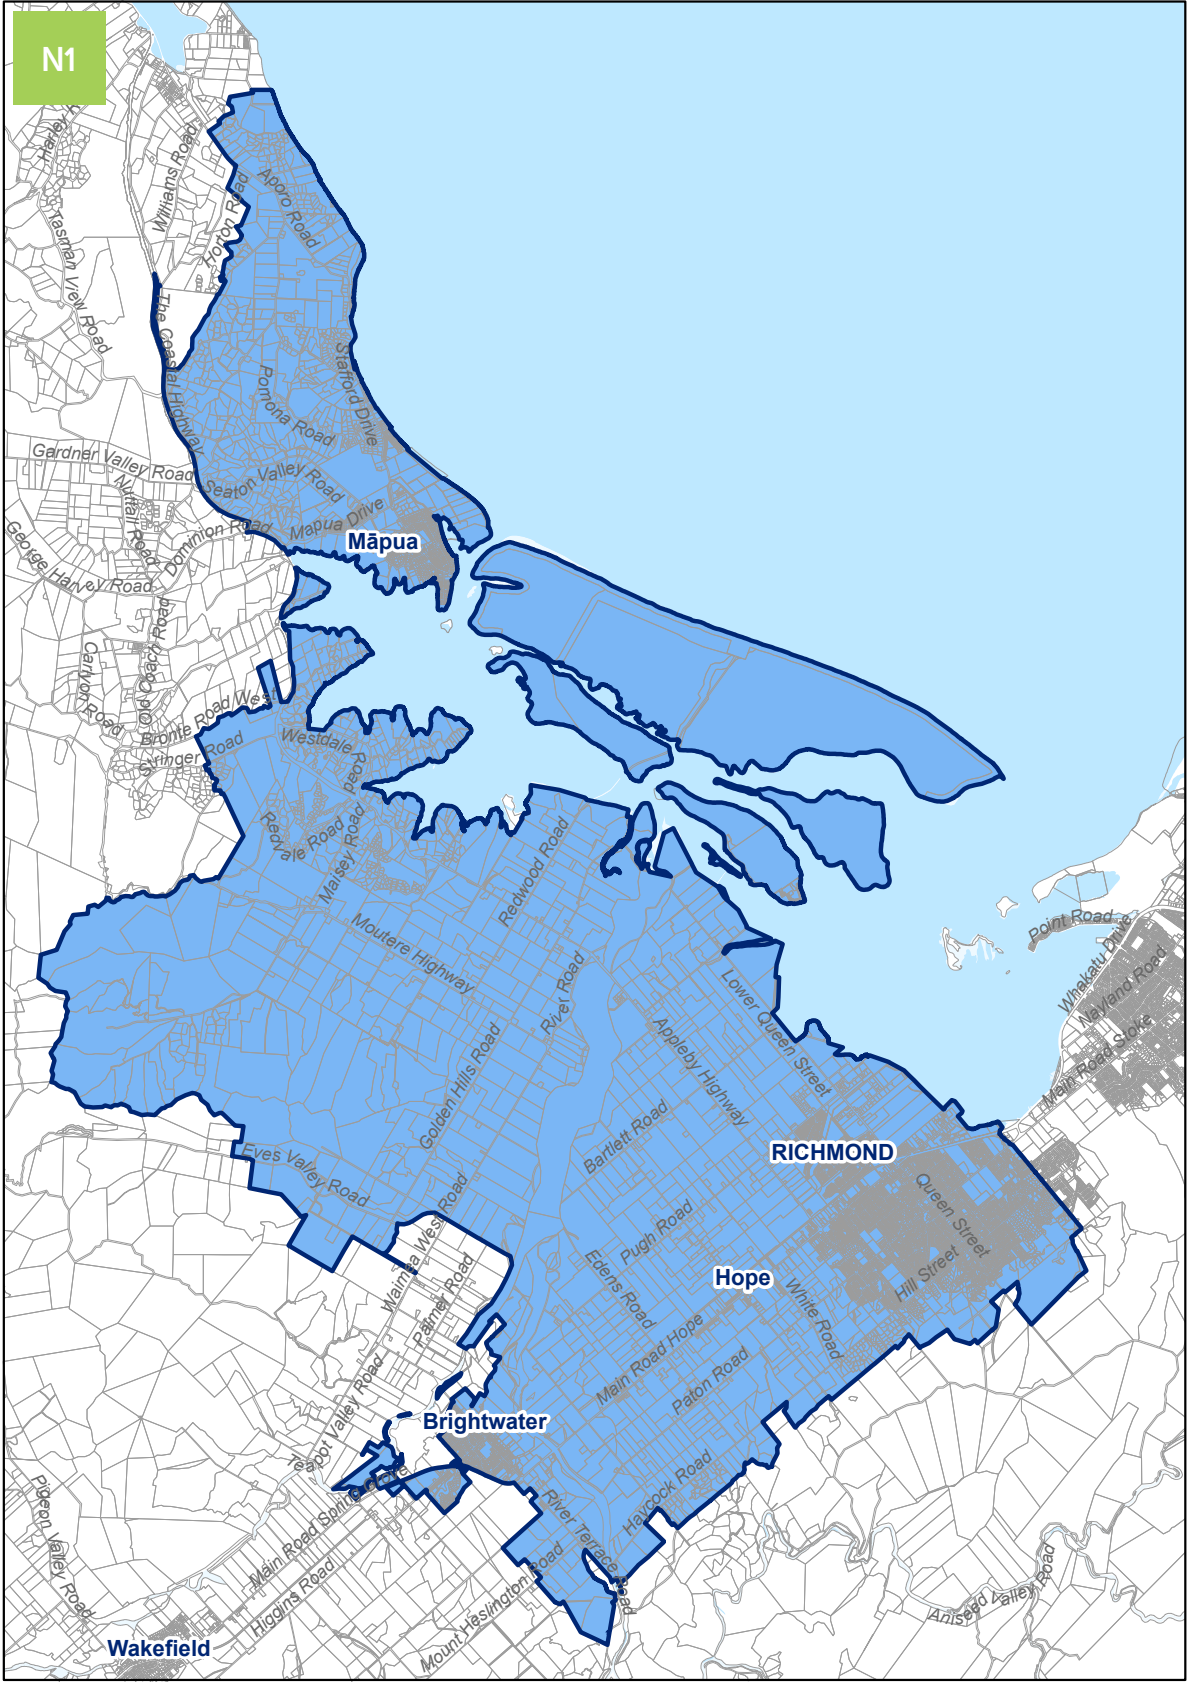 N1
Harley R
Williams Road
Aporo Road
Horton Road
Tasman View Road
The Coastal Highway
Stafford Drive
Pomona Road
Gardner Valley Road
Seaton Valley Road
Nuttall Road
Mapua Drive
Dominion Road
Māpua
George Harvey Road
Old Coach Road
Carlyon Road
Bronte Road West
Stringer Road
Westdale Road
Redvale Road
Maisey Road
Redwood Road
Moutere Highway
Point Road
Whakatu Drive
Nayland Road
River Road
Lower Queen Street
Appleby Highway
Main Road Stoke
Golden Hills Road
Bartlett Road
RICHMOND
Eves Valley Road
Queen Street
Waimea West Road
Pugh Road
Palmer Road
Edens Road
Hope
Hill Street
White Road
Main Road Hope
Paton Road
Teapot Valley Road
Brightwater
Haycock Road
Main Road Spring Grove
River Terrace Road
Pigeon Valley Road
Higgins Road
Mount Heslington Road
Aniseed Valley Road
Wakefield